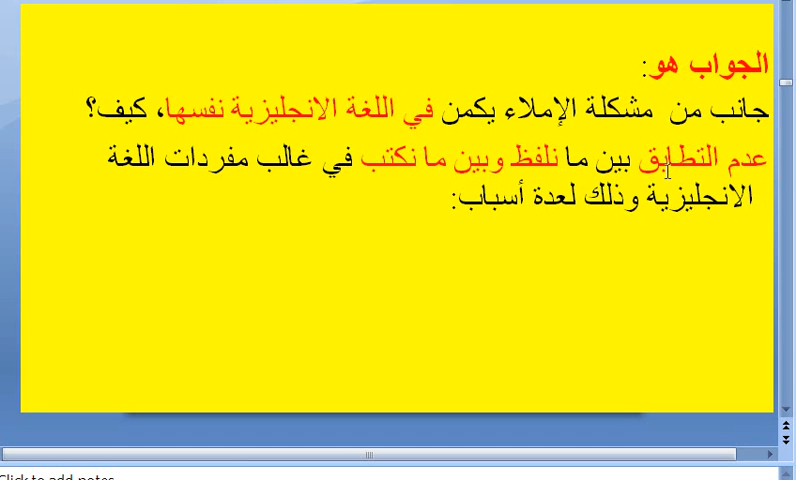 الجواب هو:
جانب من مشكلة الإملاء يكمن في اللغة الانجليزية نفسها، كيف؟
عدم التطابق بين ما نلفظ وبين ما نكتب في غالب مفردات اللغة
الانجليزية وذلك لعدة أسباب:
Click to add notes